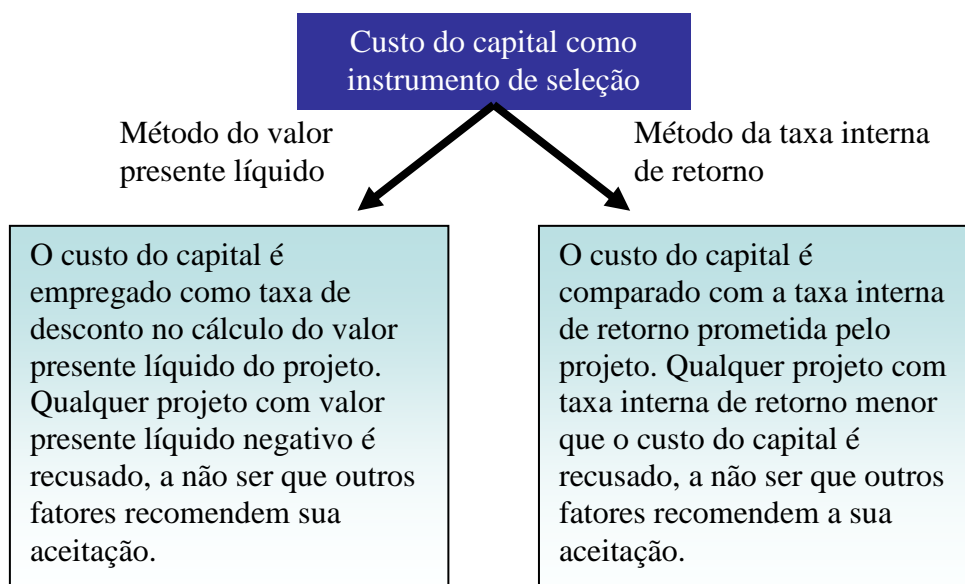 Custo do capital como
instrumento de seleção
Método do valor
presente líquido
Método da taxa interna
de retorno
O custo do capital é
empregado como taxa de
desconto no cálculo do valor
presente líquido do projeto.
Qualquer projeto com valor
presente líquido negativo é
recusado, a não ser que outros
fatores recomendem sua
aceitação.
O custo do capital é
comparado com a taxa interna
de retorno prometida pelo
projeto. Qualquer projeto com
taxa interna de retorno menor
que o custo do capital é
recusado, a não ser que outros
fatores recomendem a sua
aceitação.